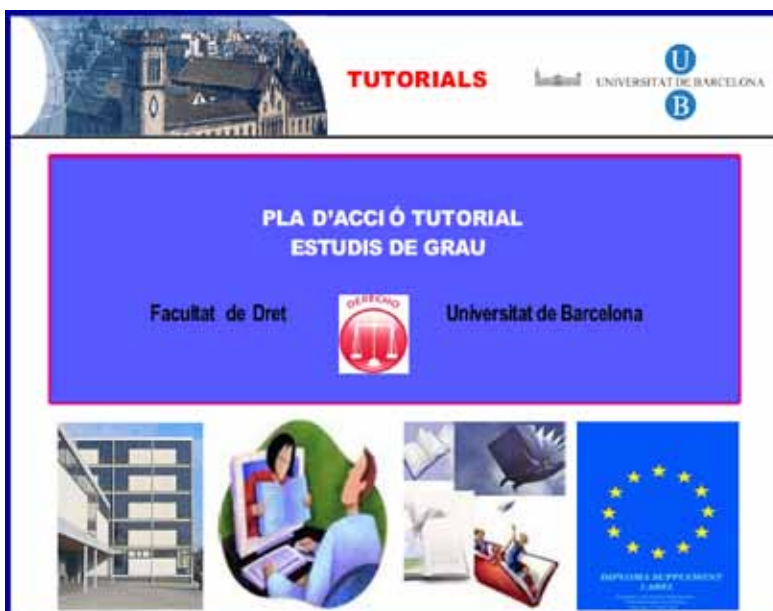 TUTORIALS
U
UNIVERSITAT DE BARCELONA
B
PLA D'ACCI Ó TUTORIAL
ESTUDIS DE GRAU
Facultat de Dret
DERECHO
Universitat de Barcelona
DIPLOMA SUPPLEMENT
LABEL